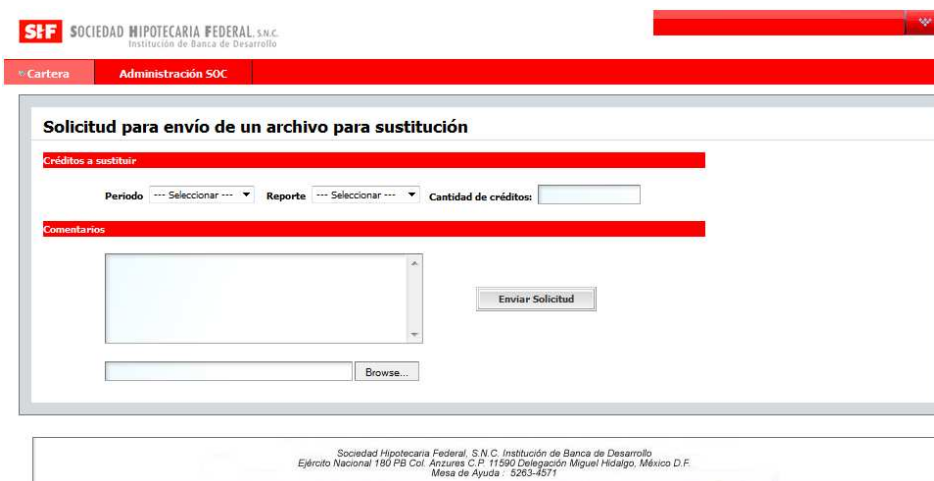 SHF SOCIEDAD HIPOTECARIA FEDERAL, S.N.C.
Institución de Banca de Desarrollo
Cartera Administración SOC
Solicitud para envío de un archivo para sustitución
Créditos a sustituir
Periodo --- Seleccionar --- Reporte --- Seleccionar --- Cantidad de créditos:
Comentarios
Enviar Solicitud
Browse...
Sociedad Hipotecaria Federal, S.N.C. Institución de Banca de Desarrollo
Ejército Nacional 180 PB Col. Anzures C.P. 11590 Delegación Miguel Hidalgo, México D.F.
Mesa de Ayuda : 5263-4571